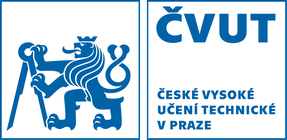 ČVUT
ČESKÉ VYSOKÉ
UČENÍ TECHNICKÉ
V PRAZE